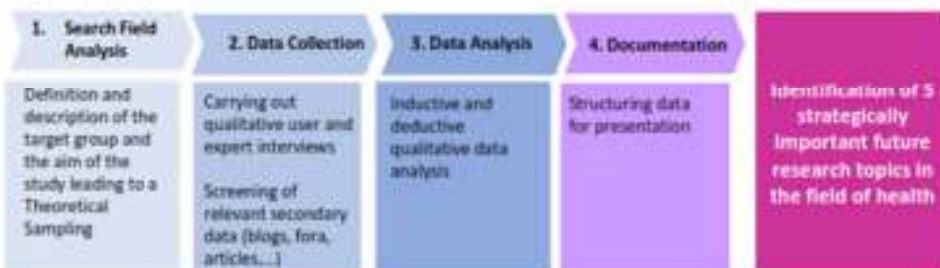 1. Search Field
Analysis
Definition and
description of the
target group and
the aim of the
study leading to a
Theoretical
Sampling
2. Data Collection
Carrying out
qualitative user and
expert interviews
Screening of
relevant secondary
data (blogs, fora,
articles,...)
3. Data Analysis
Inductive and
deductive
qualitative data
analysis
4. Documentation
Structuring data
for presentation
Identification of 5
strategically
important future
research topics in
the field of health